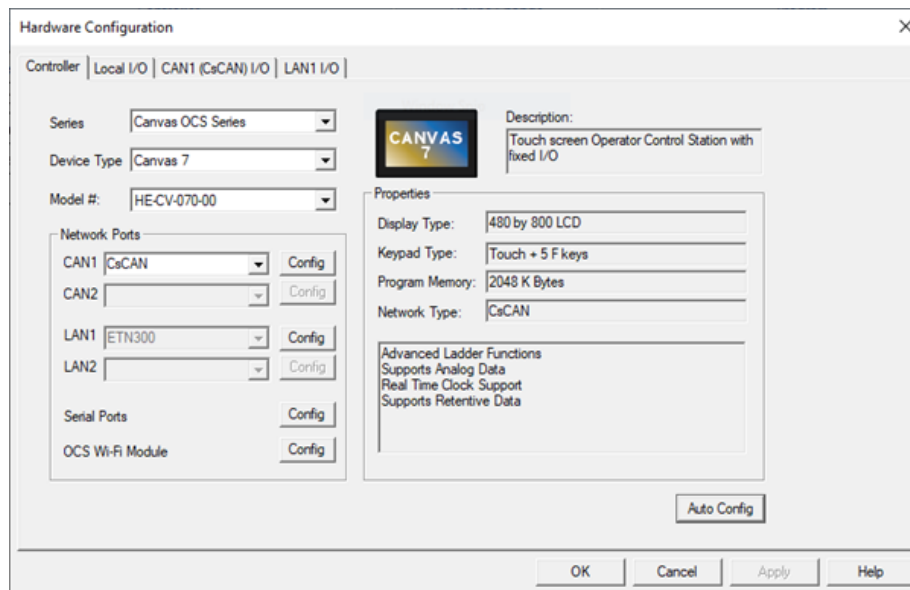 Hardware Configuration
Controller
Local I/O
CAN1 (CsCAN) I/O
LAN1 I/O
Series
Canvas OCS Series
Device Type
Canvas 7
Model #:
HE-CV-070-00
Network Ports
CAN1
CsCAN
Config
CAN2
Config
LAN1
ETN300
Config
LAN2
Config
Serial Ports
Config
OCS Wi-Fi Module
Config
CANVAS
7
Description:
Touch screen Operator Control Station with
fixed I/O
Properties
Display Type:
480 by 800 LCD
Keypad Type:
Touch + 5 F keys
Program Memory:
2048 K Bytes
Network Type:
CsCAN
Advanced Ladder Functions
Supports Analog Data
Real Time Clock Support
Supports Retentive Data
Auto Config
OK
Cancel
Apply
Help